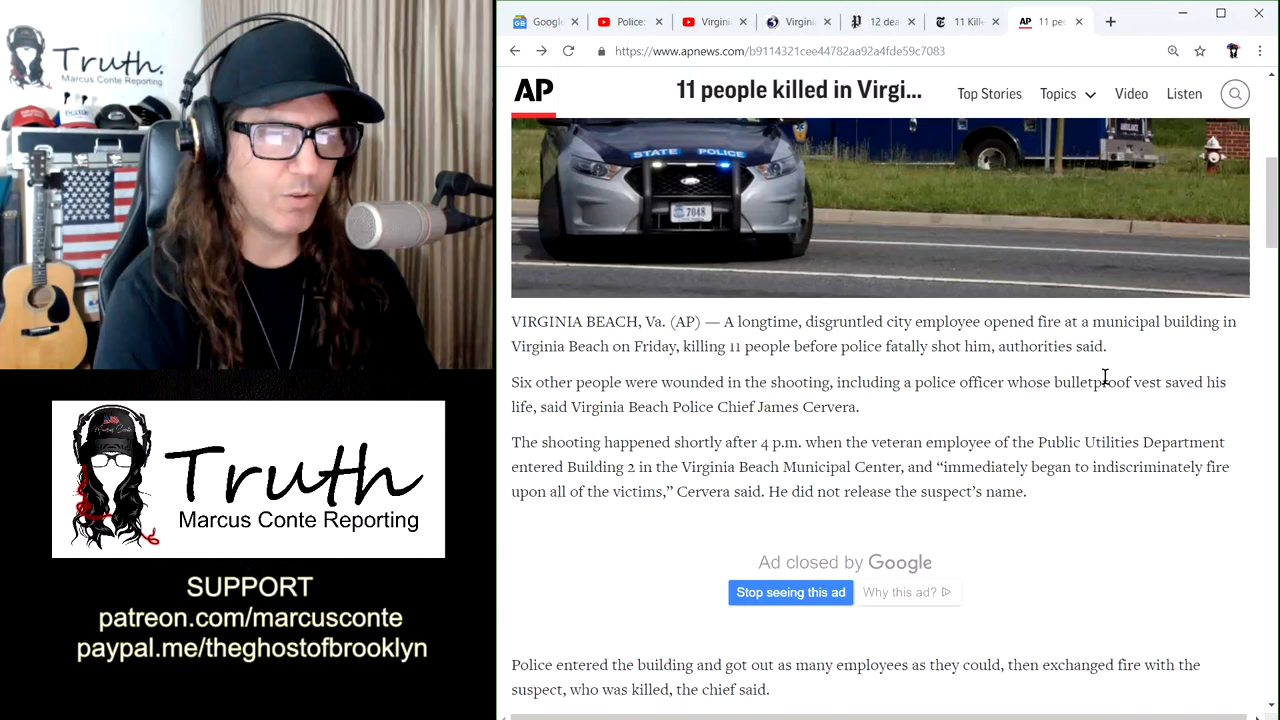 Truth.
Marcus Conte Reporting
Google
Police:
Virgini
Virgini
12 dea
11 Kille
AP 11 peo
https://www.apnews.com/b9114321cee44782aa92a4fde59c7083
AP
11 people killed in Virgi...
Top Stories
Topics
Video
Listen
STATE POLICE
7048
AMBULANCE
VIRGINIA BEACH, Va. (AP) — A longtime, disgruntled city employee opened fire at a municipal building in
Virginia Beach on Friday, killing 11 people before police fatally shot him, authorities said.
Six other people were wounded in the shooting, including a police officer whose bulletproof vest saved his
life, said Virginia Beach Police Chief James Cervera.
The shooting happened shortly after 4 p.m. when the veteran employee of the Public Utilities Department
entered Building 2 in the Virginia Beach Municipal Center, and “immediately began to indiscriminately fire
upon all of the victims,” Cervera said. He did not release the suspect’s name.
Ad closed by Google
Stop seeing this ad
Why this ad?
Police entered the building and got out as many employees as they could, then exchanged fire with the
suspect, who was killed, the chief said.
Truth
Marcus Conte Reporting
SUPPORT
patreon.com/marcusconte
paypal.me/theghostofbrooklyn